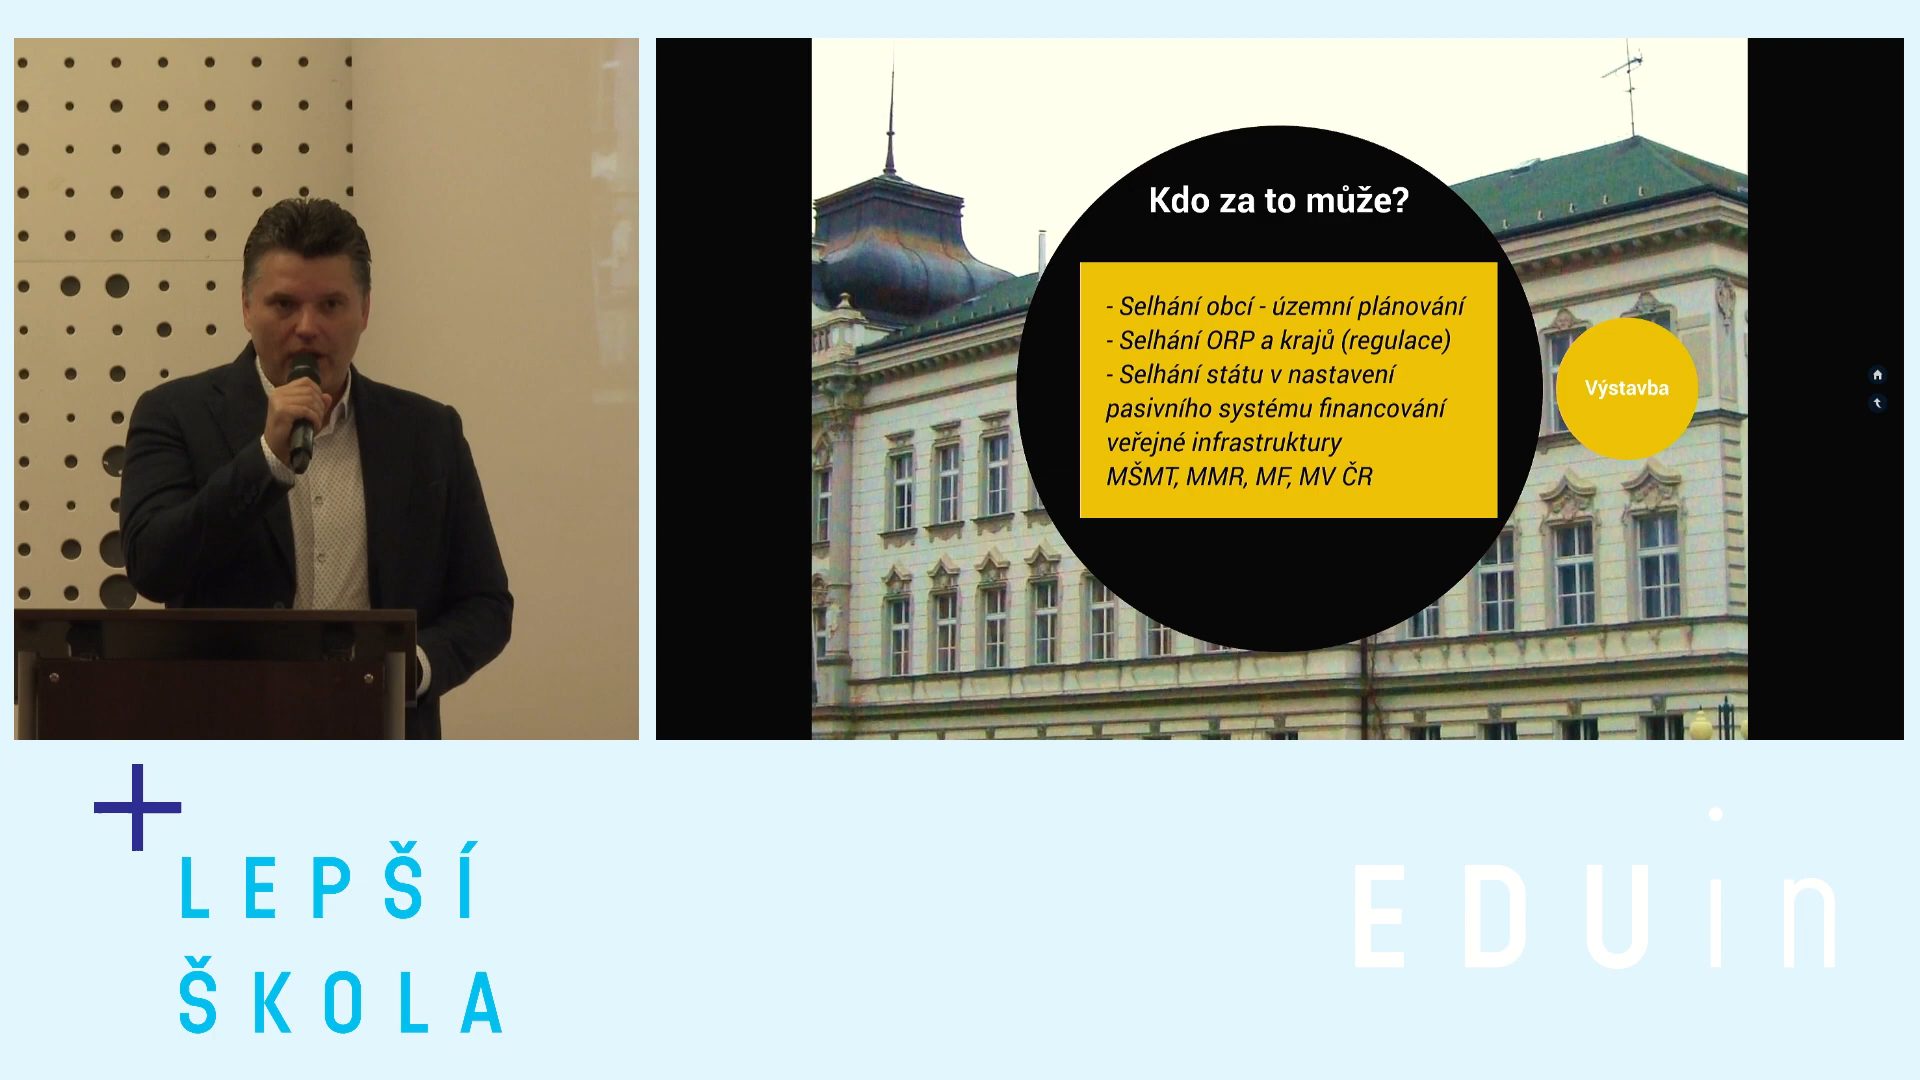 Kdo za to může?
- Selhání obcí - územní plánování
- Selhání ORP a krajů (regulace)
- Selhání státu v nastavení
pasivního systému financování
veřejné infrastruktury
MŠMT, MMR, MF, MV ČR
Výstavba
LEPŠÍ
ŠKOLA
EDUin